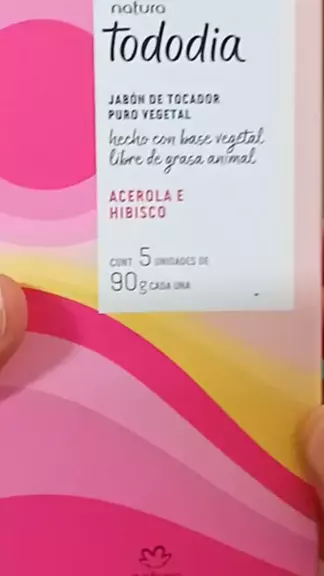 natura
tododia
JABÓN DE TOCADOR
PURO VEGETAL
hecho con base vegetal
libre de grasa animal
ACEROLA E
HIBISCO
CONT 5 UNIDADES DE
90g CADA UNA